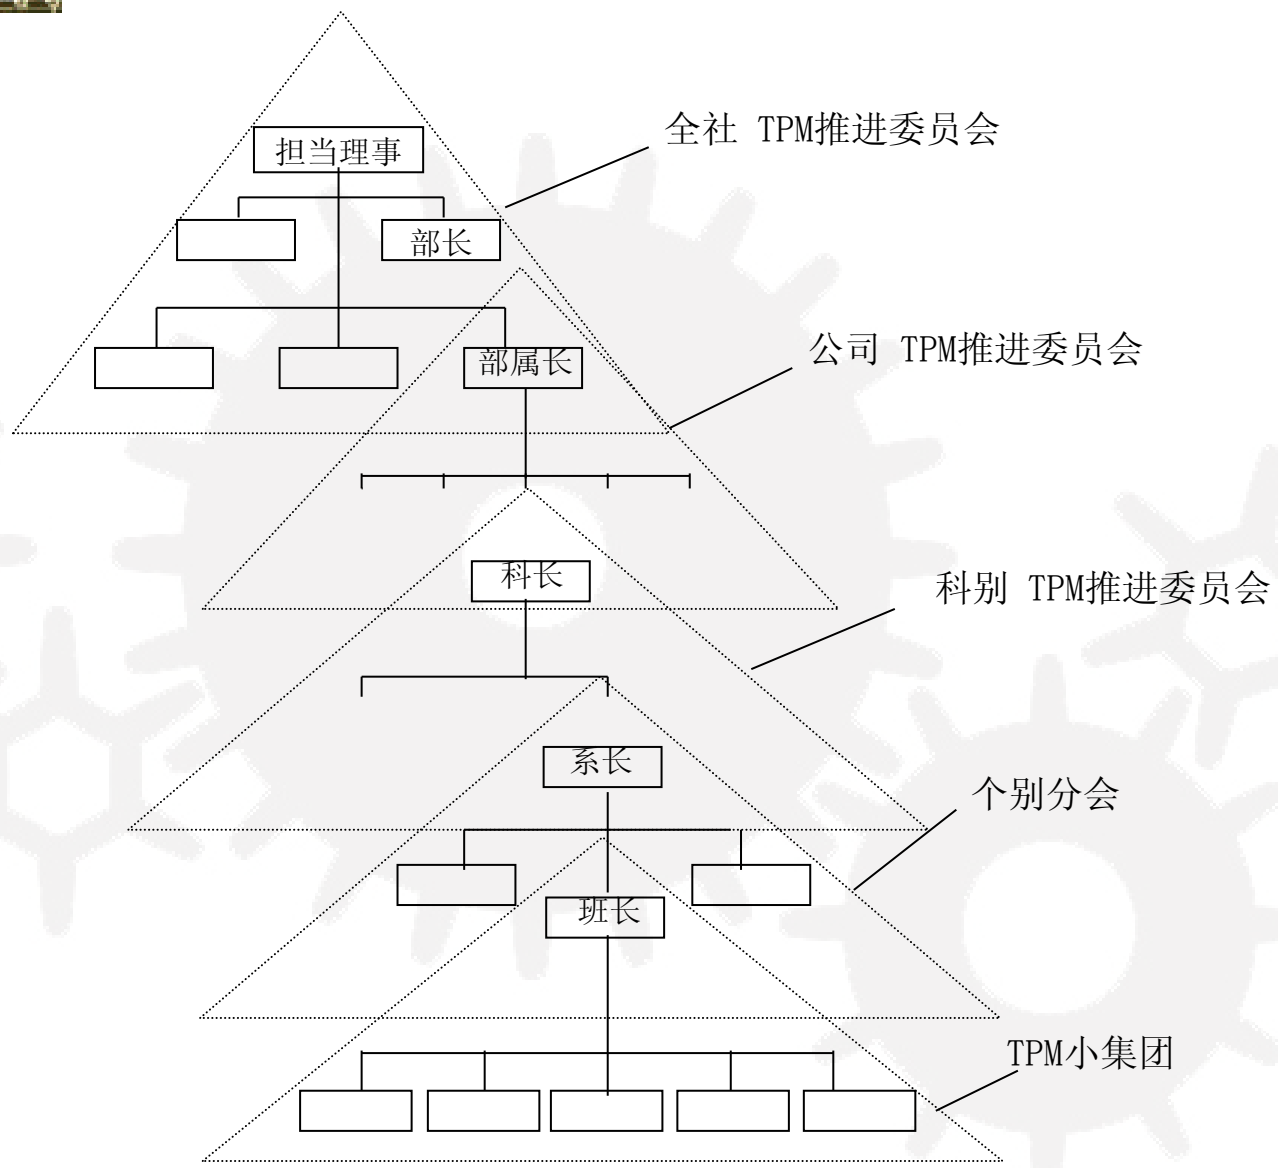 全社 TPM推进委员会
担当理事
部长
公司 TPM推进委员会
部属长
科长
科别 TPM推进委员会
系长
个别分会
班长
TPM小集团